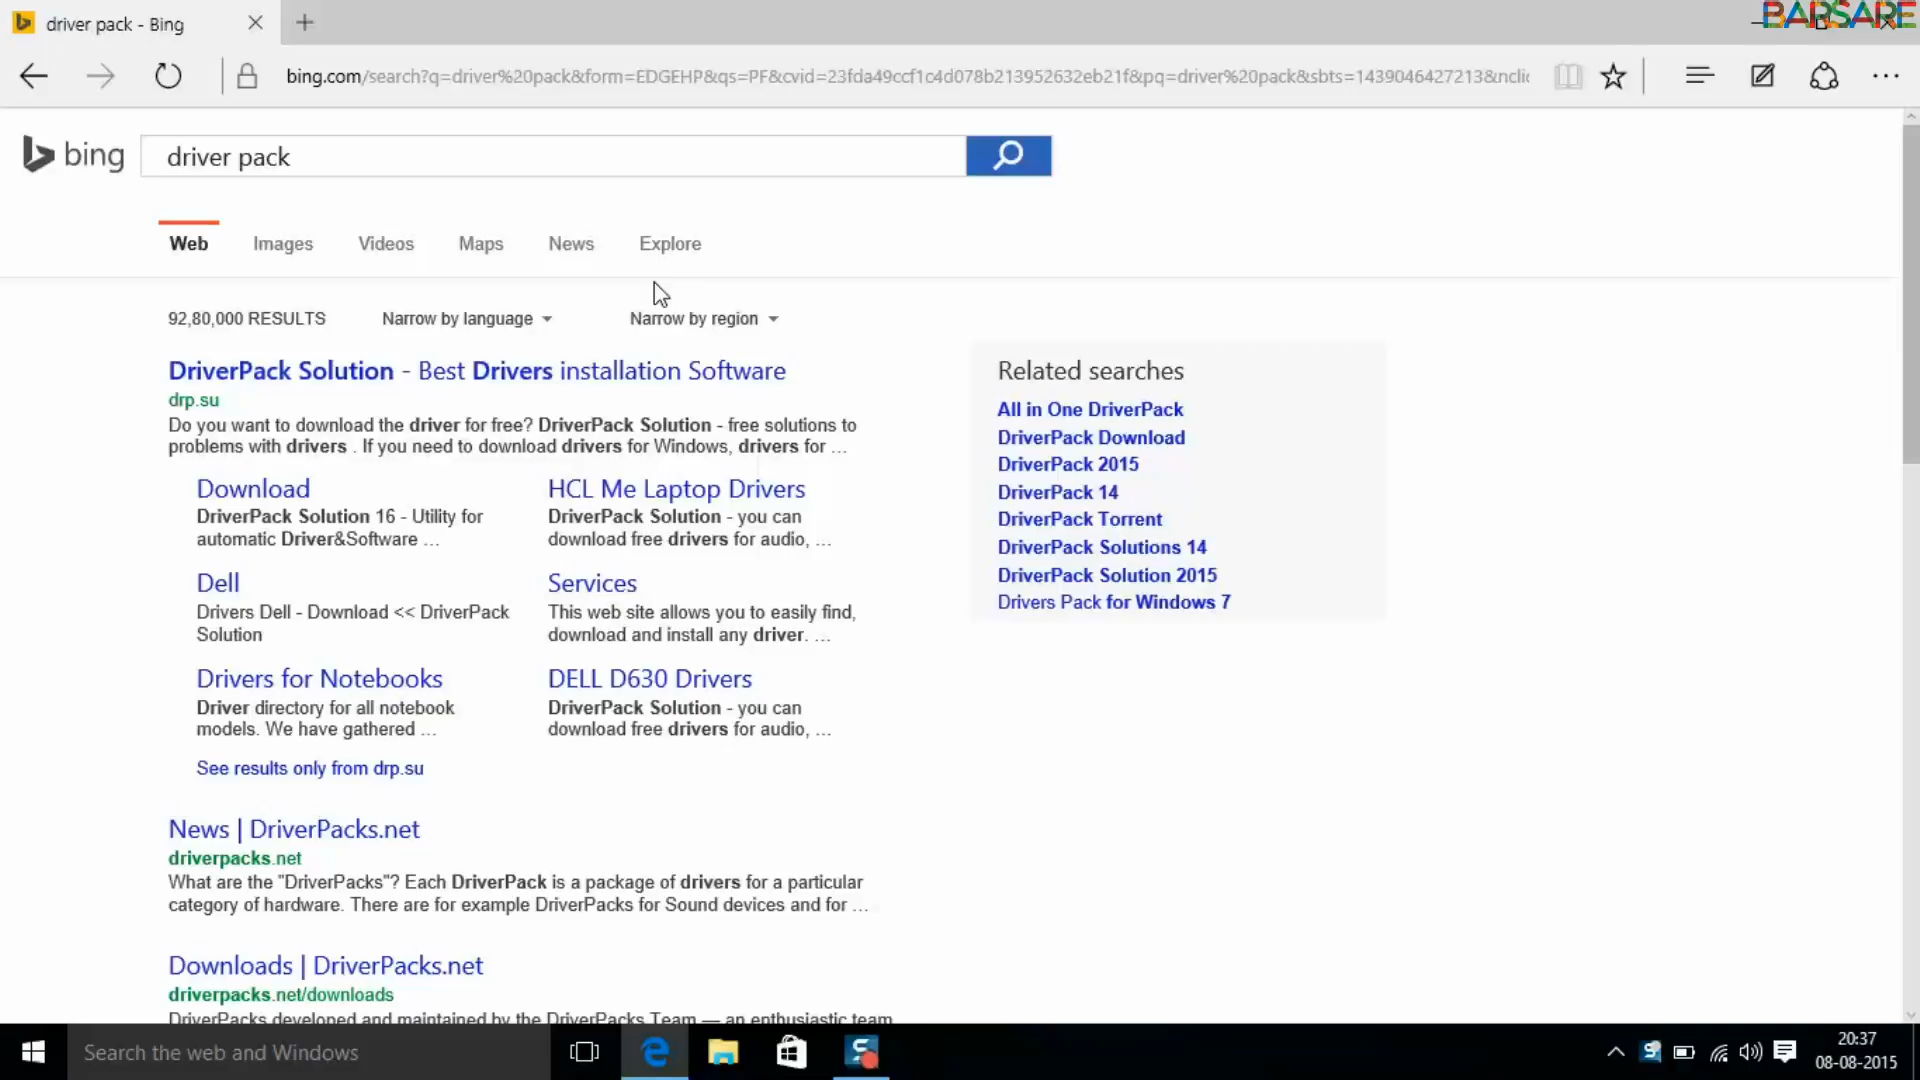 driver pack - Bing
BARSARE
bing.com/search?q=driver%20pack&form=EDGEHP&qs=PF&cvid=23fda49ccf1c4d078b213952632eb21f&pq=driver%20pack&sbts=1439046427213&nclic
bing
driver pack
Web Images Videos Maps News Explore
92,80,000 RESULTS Narrow by language Narrow by region
DriverPack Solution - Best Drivers installation Software
drp.su
Do you want to download the driver for free? DriverPack Solution - free solutions to
problems with drivers . If you need to download drivers for Windows, drivers for ...
Download
DriverPack Solution 16 - Utility for
automatic Driver&Software ...
HCL Me Laptop Drivers
DriverPack Solution - you can
download free drivers for audio, ...
Dell
Drivers Dell - Download << DriverPack
Solution
Services
This web site allows you to easily find,
download and install any driver. ...
Drivers for Notebooks
Driver directory for all notebook
models. We have gathered ...
DELL D630 Drivers
DriverPack Solution - you can
download free drivers for audio, ...
See results only from drp.su
News | DriverPacks.net
driverpacks.net
What are the "DriverPacks"? Each DriverPack is a package of drivers for a particular
category of hardware. There are for example DriverPacks for Sound devices and for ...
Downloads | DriverPacks.net
driverpacks.net/downloads
DriverPacks developed and maintained by the DriverPacks Team — an enthusiastic team
Related searches
All in One DriverPack
DriverPack Download
DriverPack 2015
DriverPack 14
DriverPack Torrent
DriverPack Solutions 14
DriverPack Solution 2015
Drivers Pack for Windows 7
Search the web and Windows
20:37
08-08-2015